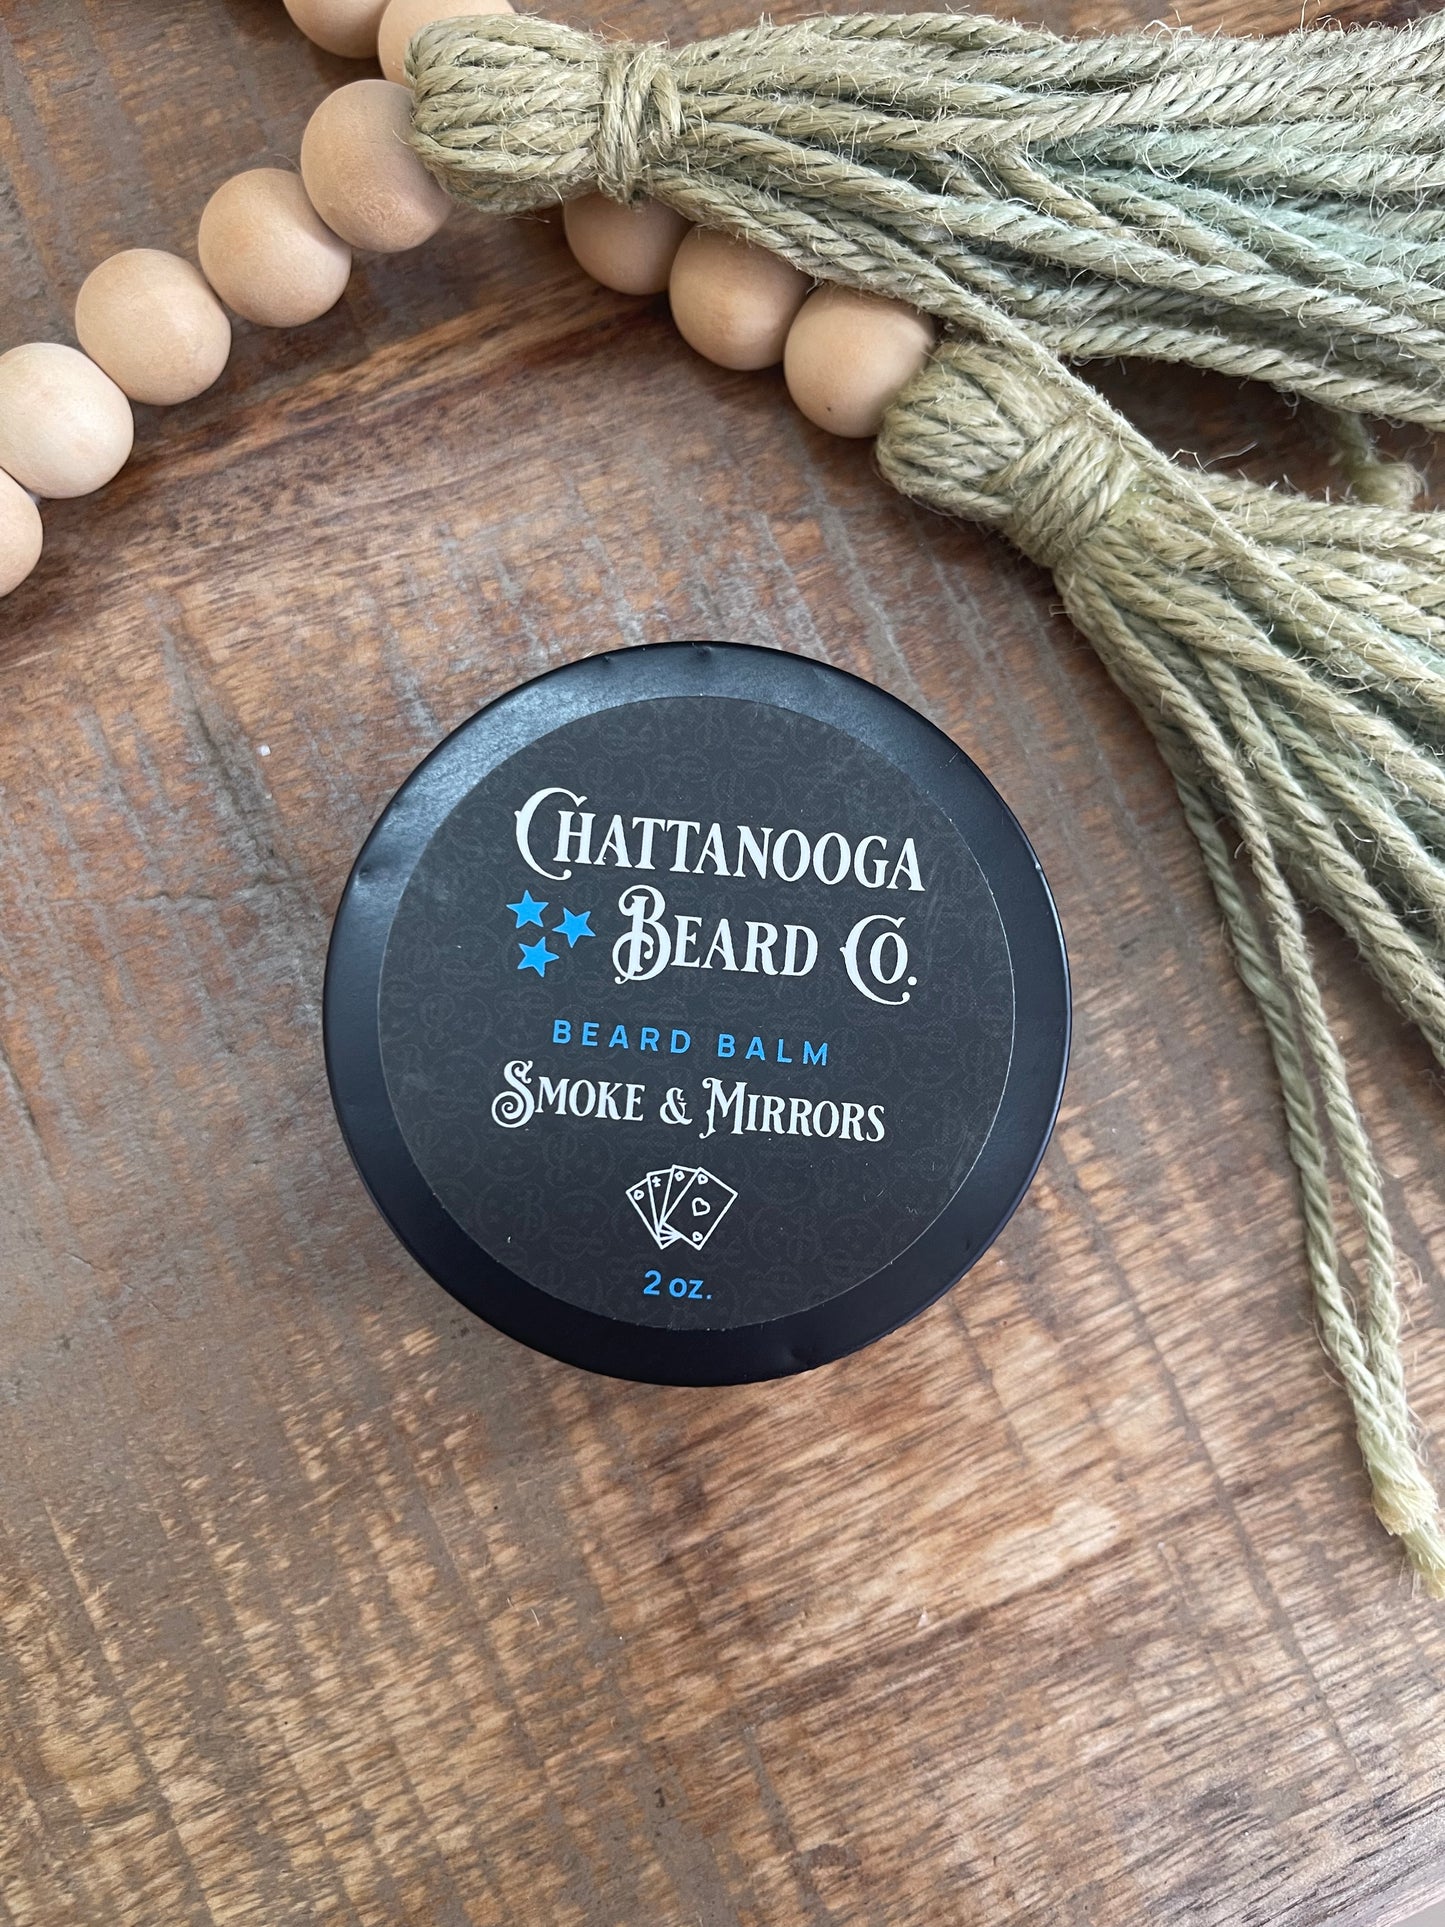 CHATTANOOGA
BEARD CO.
BEARD BALM
SMOKE & MIRRORS
2 OZ.